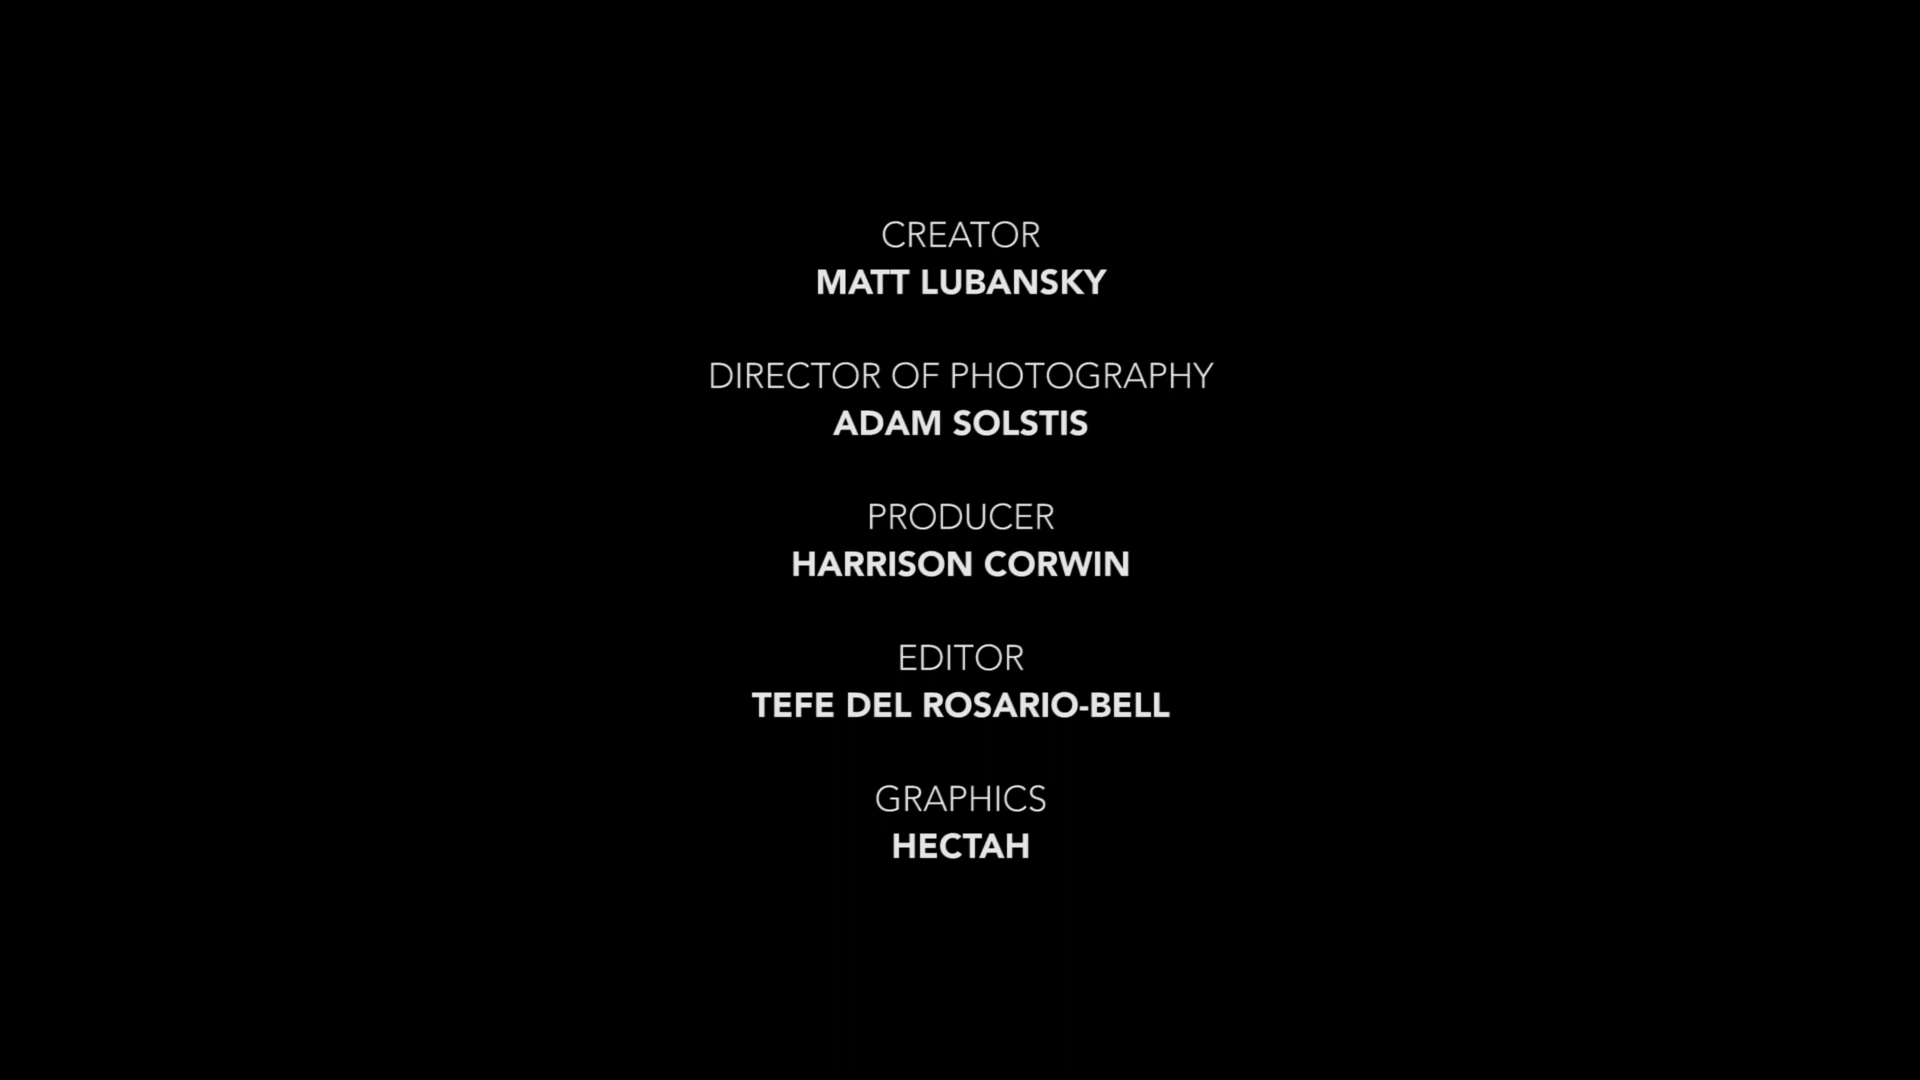 CREATOR
MATT LUBANSKY
DIRECTOR OF PHOTOGRAPHY
ADAM SOLSTIS
PRODUCER
HARRISON CORWIN
EDITOR
TEFE DEL ROSARIO-BELL
GRAPHICS
HECTAH